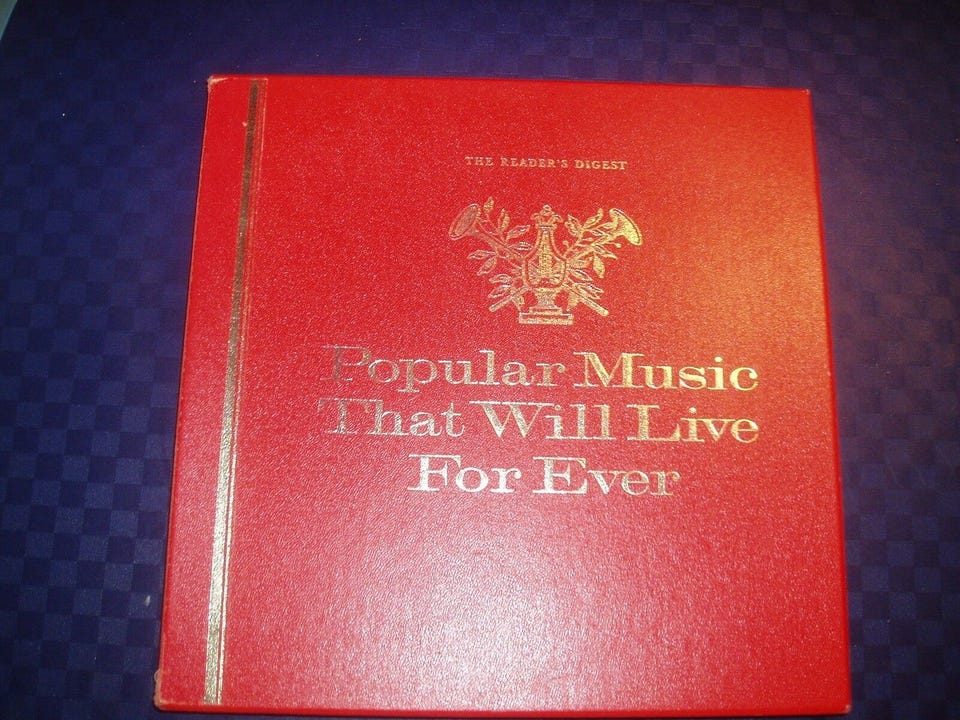 THE READER'S DIGEST
Popular Music
That Will Live
For Ever